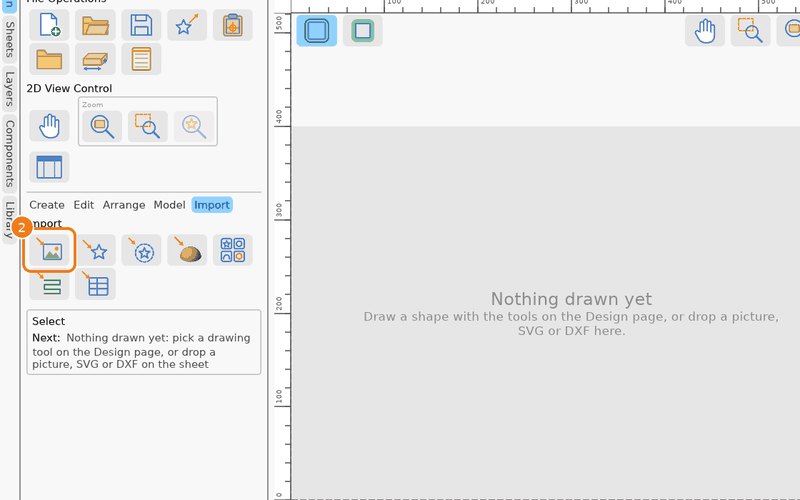 File Operations
Sheets
Layers
Components
Library
2D View Control
Zoom
Create Edit Arrange Model Import
2
Import
Select
Next: Nothing drawn yet: pick a drawing
tool on the Design page, or drop a
picture, SVG or DXF on the sheet
100 200 300 400 500
500
400
300
200
100
0
Nothing drawn yet
Draw a shape with the tools on the Design page, or drop a picture,
SVG or DXF here.